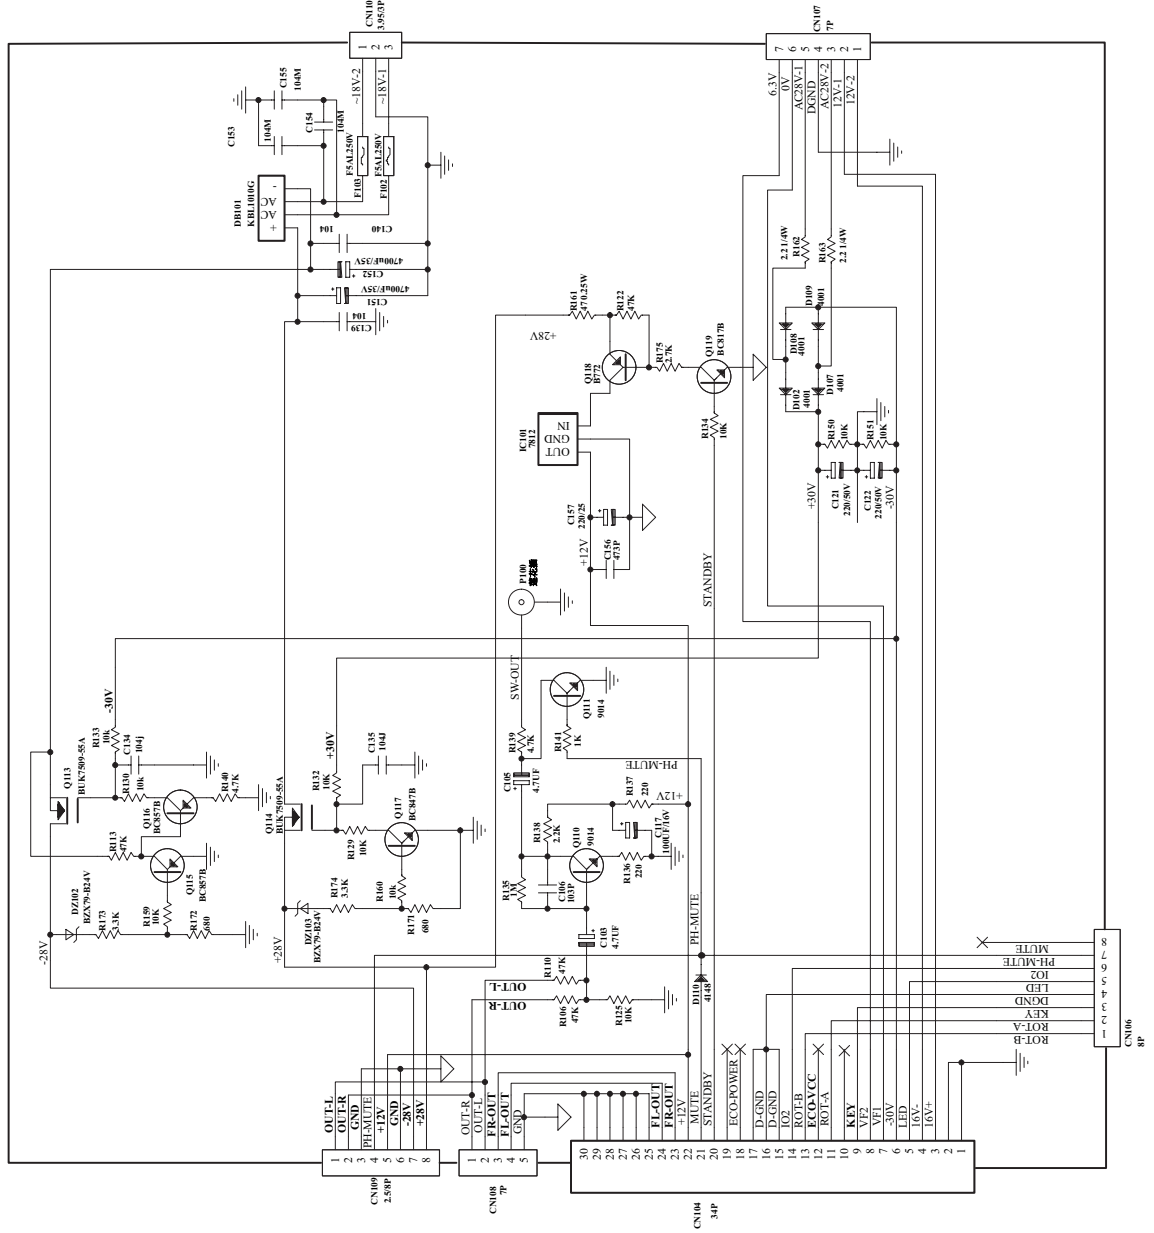 CN110
3.95/3P
1
2
3
~18V-2
~18V-1
F5AL250V
F103
F5AL250V
F102
C153
104M
C155
104M
C154
104M
DB101
KBL1010G
-
AC
AC
+
104
C140
4700uF/35V
C152
4700uF/35V
C151
104
C139
CN107
7P
7
6
5
4
3
2
1
6.3V
0V
AC28V-1
DGND
AC28V-2
12V-1
12V-2
2.2 1/4W
R162
R163
2.2 1/4W
D109
4001
D108
4001
D102
4001
D107
4001
R150
10K
R151
10K
+30V
C121
220/50V
C122
220/50V
-30V
+28V
R161
47 0.25W
R122
47K
Q118
B772
R175
2.7K
Q119
BC817B
R134
10K
IC101
7812
IN
GND
OUT
C157
220/25
+12V
C156
473P
STANDBY
P100
莲花插
SW-OUT
R139
4.7K
Q111
9014
R141
1K
PH-MUTE
C105
4.7UF
R137
220
+12V
R138
2.2K
C117
100UF/16V
Q110
9014
R136
220
R135
1M
C106
103P
C103
4.7UF
R110
47K
R106
47K
R125
10K
OUT-L
OUT-R
PH-MUTE
D110
4148
-30V
R133
10k
C134
104j
Q113
BUK7509-55A
R130
10k
R140
4.7K
Q116
BC857B
R113
47K
Q115
BC857B
DZ102
BZX79-B24V
R173
3.3K
R159
10K
R172
680
-28V
Q114
BUK7509-55A
+30V
R132
10K
C135
104J
Q117
BC847B
R129
10K
R174
3.3K
R160
10k
DZ103
BZX79-B24V
R171
680
+28V
OUT-L
OUT-R
GND
PH-MUTE
+12V
GND
-28V
+28V
1
2
3
4
5
6
7
8
CN109
2.5/8P
OUT-R
OUT-L
FR-OUT
FL-OUT
GND
1
2
3
4
5
CN108
7P
FL-OUT
FR-OUT
+12V
MUTE
STANDBY
ECO-POWER
D-GND
D-GND
IO2
ROT-B
ECO-VCC
ROT-A
KEY
VF2
VF1
-30V
LED
16V-
16V+
30
29
28
27
26
25
24
23
22
21
20
19
18
17
16
15
14
13
12
11
10
9
8
7
6
5
4
3
2
1
CN104
34P
MUTE
PH-MUTE
IO2
LED
DGND
KEY
ROT-A
ROT-B
8
7
6
5
4
3
2
1
CN106
8P